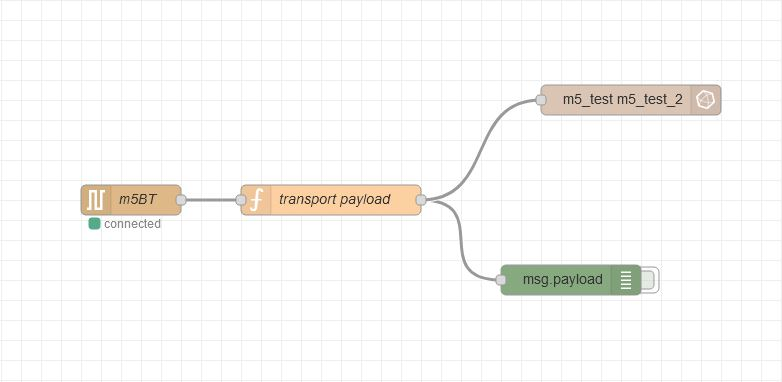 m5_test m5_test_2
m5BT
transport payload
connected
msg.payload